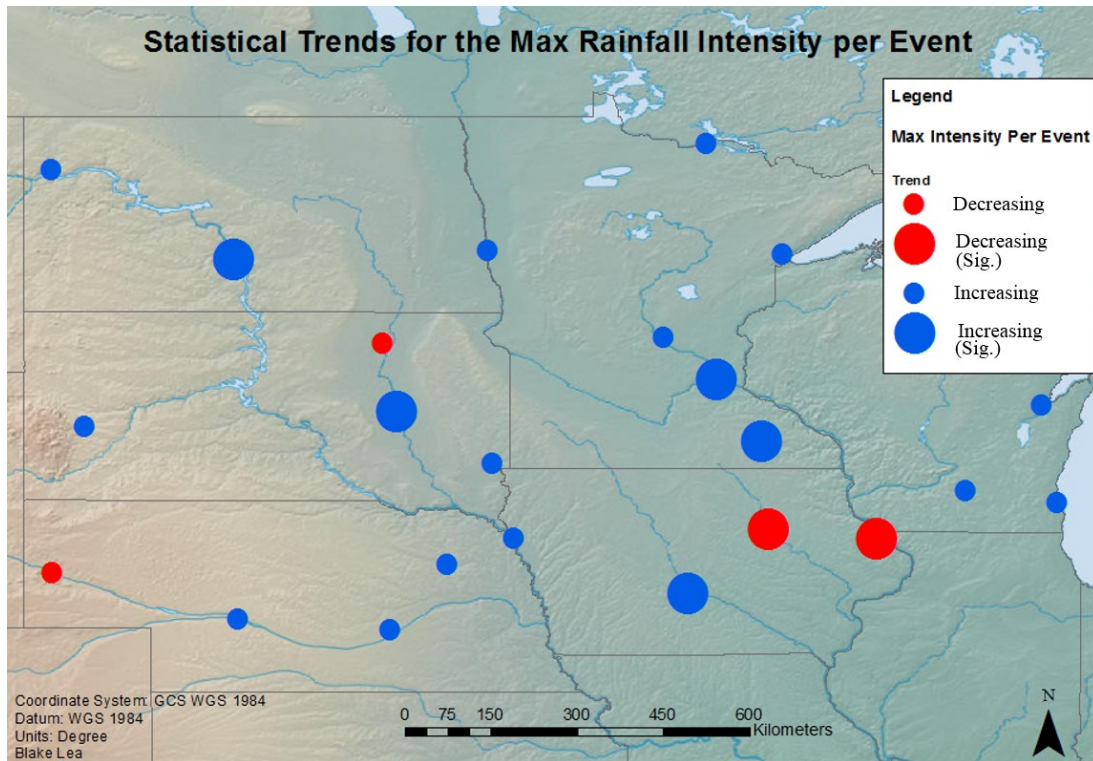 Statistical Trends for the Max Rainfall Intensity per Event
Legend
Max Intensity Per Event
Trend
Decreasing
Decreasing
(Sig.)
Increasing
Increasing
(Sig.)
Coordinate System: GCS WGS 1984
Datum: WGS 1984
Units: Degree
Blake Lea
0 75 150 300 450 600
Kilometers
N